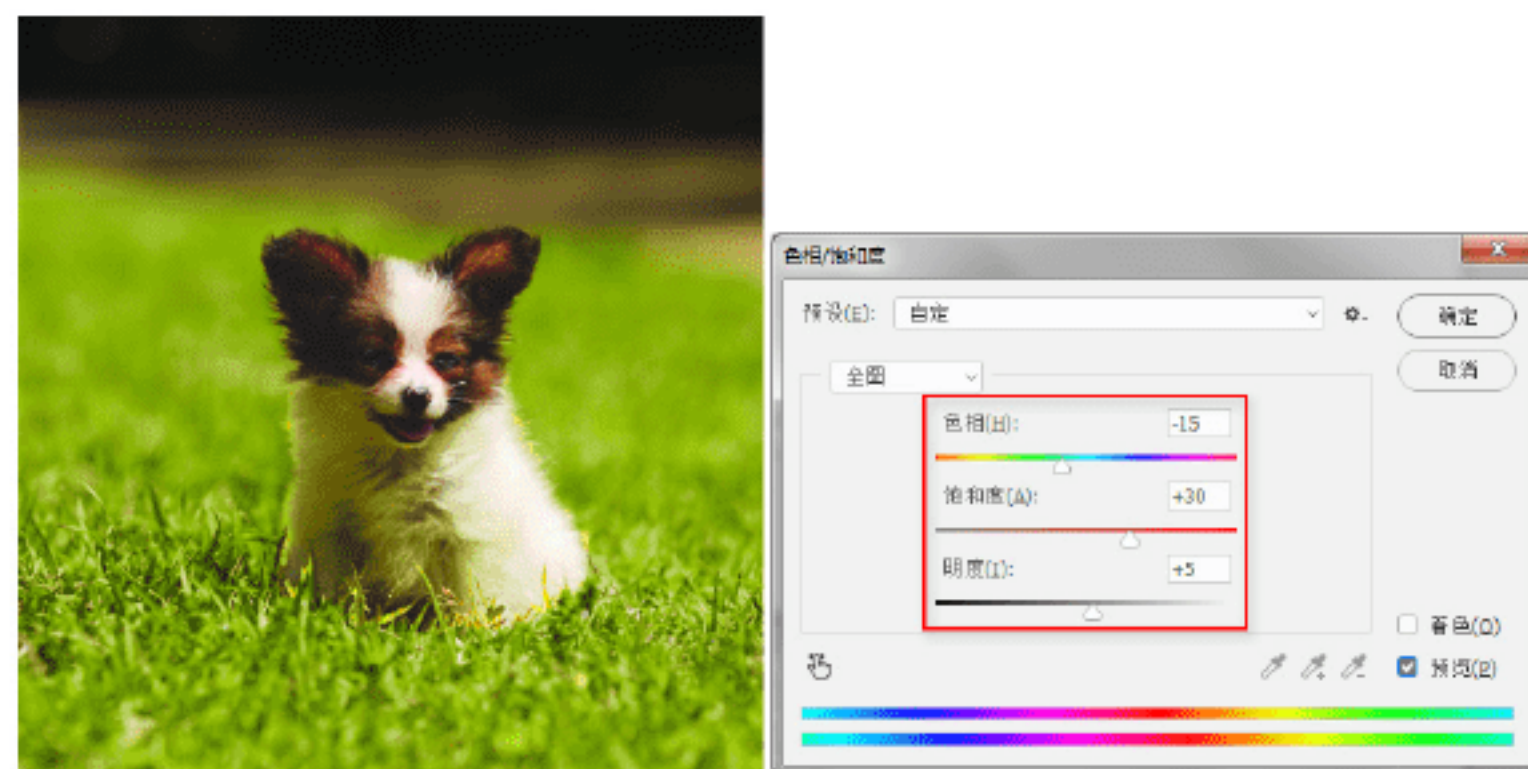 色相/饱和度
预设(E): 自定
确定
全图
取消
色相(H): -15
饱和度(A): +30
明度(I): +5
着色(O)
预览(P)